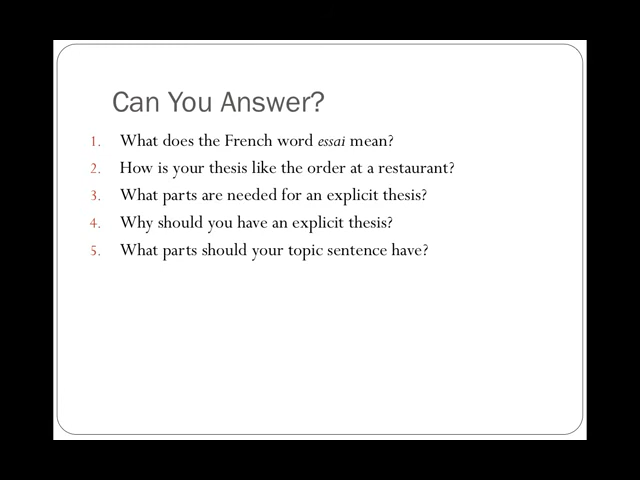 Can You Answer?
1. What does the French word essai mean?
2. How is your thesis like the order at a restaurant?
3. What parts are needed for an explicit thesis?
4. Why should you have an explicit thesis?
5. What parts should your topic sentence have?